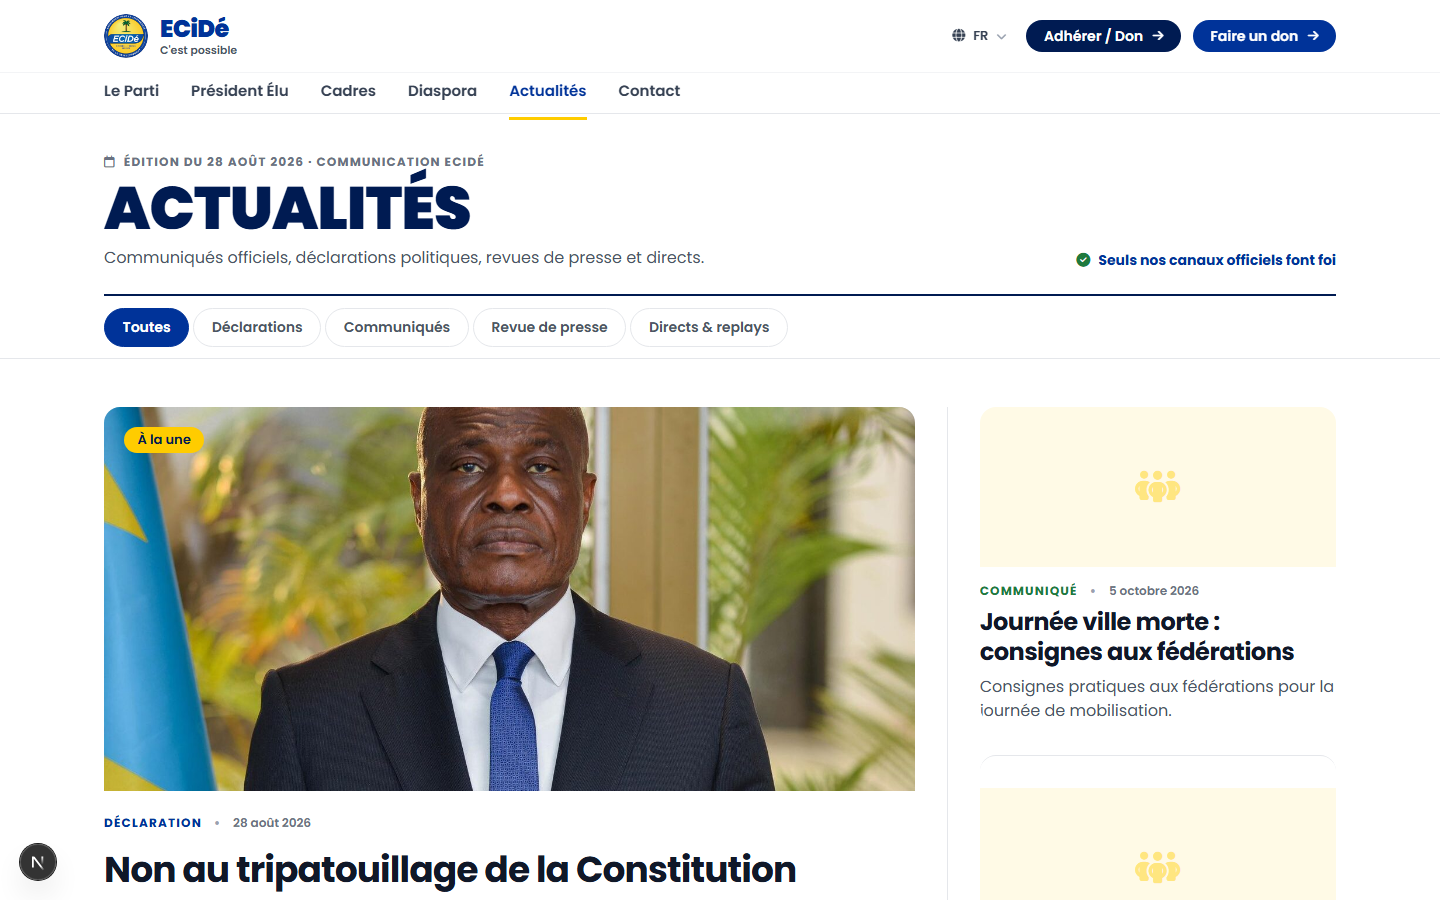 ECiDé
C'est possible
ECiDé
FR
Adhérer / Don
Faire un don
Le Parti
Président Élu
Cadres
Diaspora
Actualités
Contact
ÉDITION DU 28 AOÛT 2026 · COMMUNICATION ECIDÉ
ACTUALITÉS
Communiqués officiels, déclarations politiques, revues de presse et directs.
Seuls nos canaux officiels font foi
Toutes
Déclarations
Communiqués
Revue de presse
Directs & replays
À la une
DÉCLARATION • 28 août 2026
Non au tripatouillage de la Constitution
COMMUNIQUÉ • 5 octobre 2026
Journée ville morte :
consignes aux fédérations
Consignes pratiques aux fédérations pour la
journée de mobilisation.
N